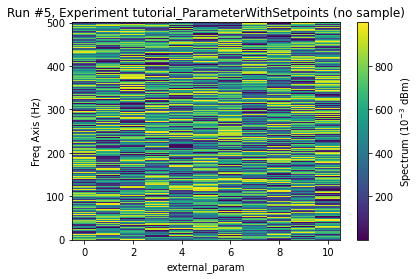 Run #5, Experiment tutorial_ParameterWithSetpoints (no sample)
500
400
300
200
100
0
Freq Axis (Hz)
0 2 4 6 8 10
external_param
800
600
400
200
Spectrum (10⁻³ dBm)